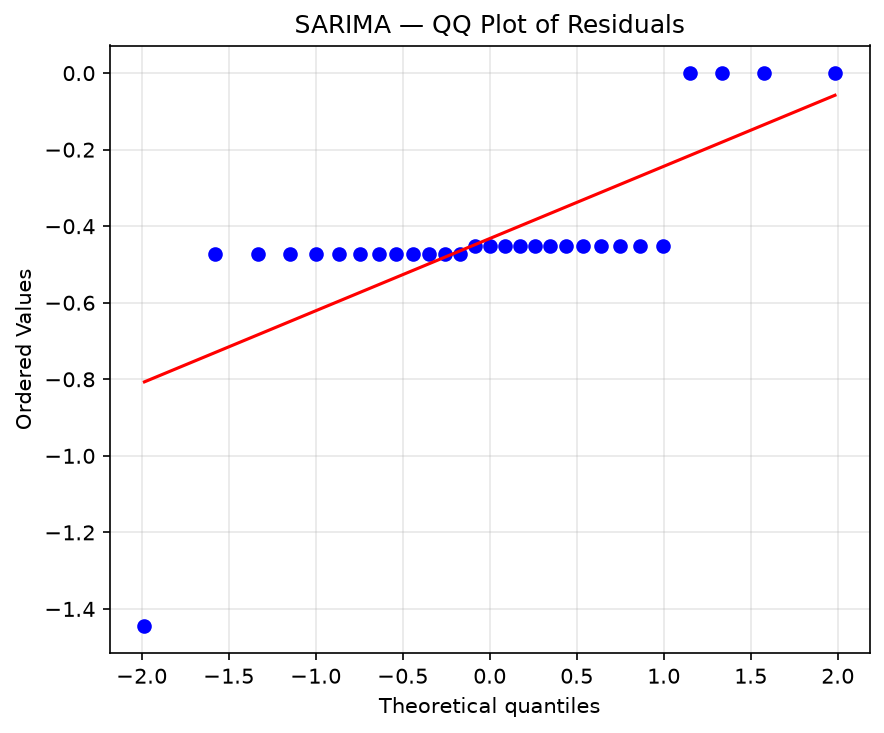 SARIMA — QQ Plot of Residuals
0.0
−0.2
−0.4
−0.6
−0.8
−1.0
−1.2
−1.4
Ordered Values
−2.0 −1.5 −1.0 −0.5 0.0 0.5 1.0 1.5 2.0
Theoretical quantiles